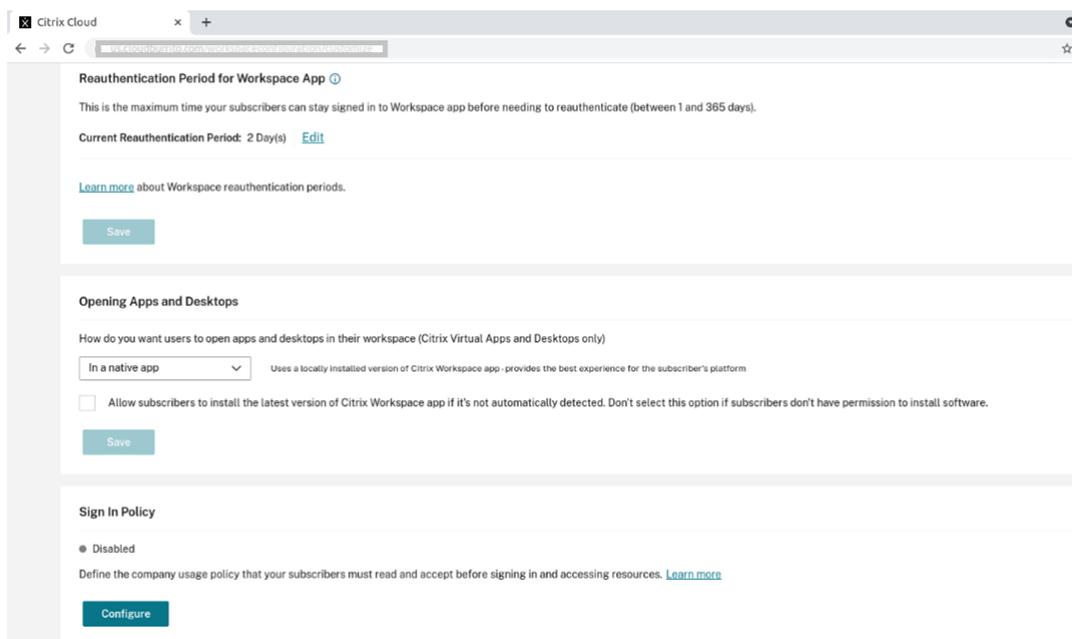 Citrix Cloud
Reauthentication Period for Workspace App
This is the maximum time your subscribers can stay signed in to Workspace app before needing to reauthenticate (between 1 and 365 days).
Current Reauthentication Period: 2 Day(s) Edit
Learn more about Workspace reauthentication periods.
Save
Opening Apps and Desktops
How do you want users to open apps and desktops in their workspace (Citrix Virtual Apps and Desktops only)
In a native app Uses a locally installed version of Citrix Workspace app - provides the best experience for the subscriber's platform
Allow subscribers to install the latest version of Citrix Workspace app if it's not automatically detected. Don't select this option if subscribers don't have permission to install software.
Save
Sign In Policy
Disabled
Define the company usage policy that your subscribers must read and accept before signing in and accessing resources. Learn more
Configure